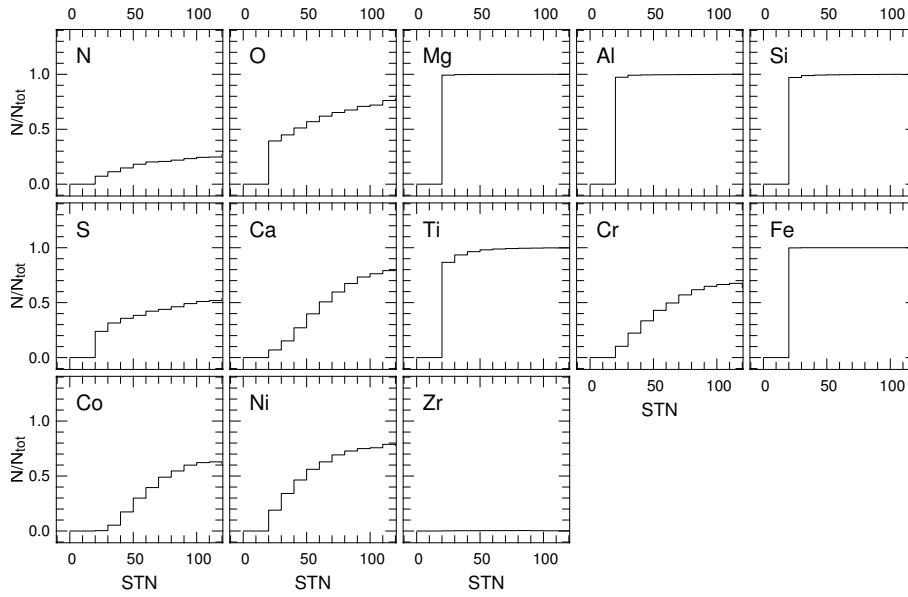 0 50 100 0 50 100 0 50 100 0 50 100 0 50 100
N O Mg Al Si
1.0
0.5
0.0
N/Ntot
S Ca Ti Cr Fe
1.0
0.5
0.0
N/Ntot
0 50 100 0 50 100
STN STN
Co Ni Zr
1.0
0.5
0.0
N/Ntot
0 50 100 0 50 100 0 50 100
STN STN STN